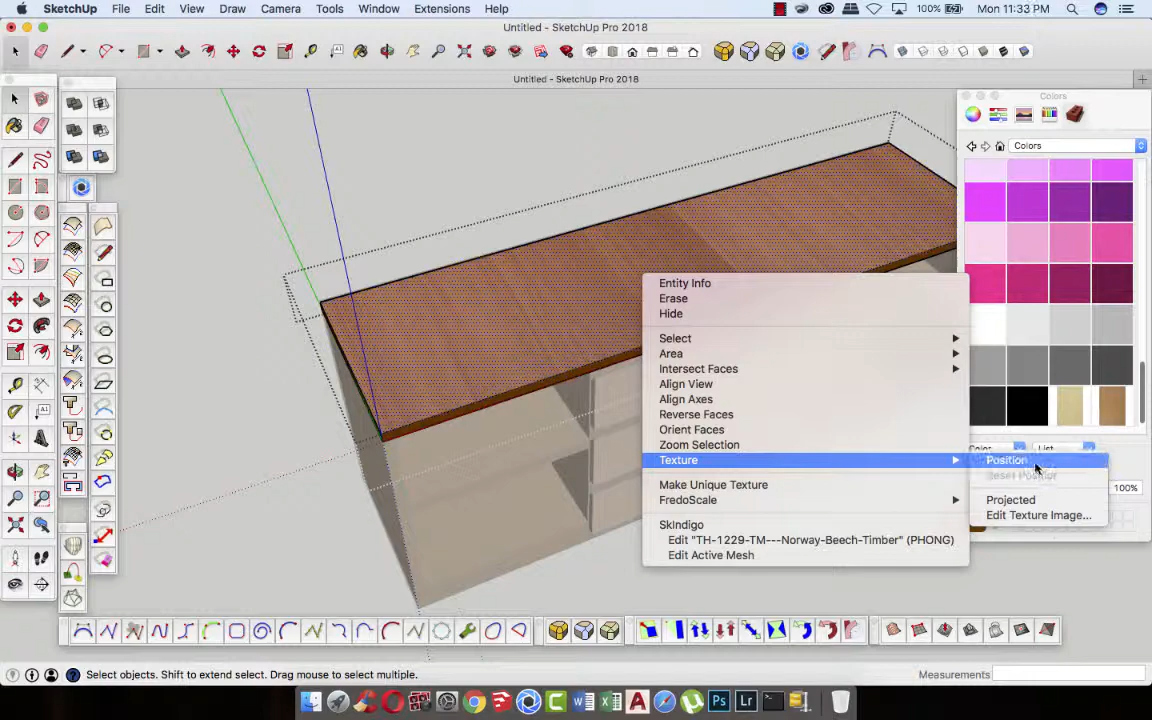 SketchUp File Edit View Draw Camera Tools Window Extensions Help 100% Mon 11:33 PM
Untitled - SketchUp Pro 2018
Untitled - SketchUp Pro 2018
Colors
Colors
Entity Info
Erase
Hide
Select
Area
Intersect Faces
Align View
Align Axes
Reverse Faces
Orient Faces
Zoom Selection
Texture
Make Unique Texture
FredoScale
SkIndigo
Edit "TH-1229-TM---Norway-Beech-Timber" (PHONG)
Edit Active Mesh
Color List
Position
Reset Position
100%
Projected
Edit Texture Image...
Select objects. Shift to extend select. Drag mouse to select multiple.
Measurements